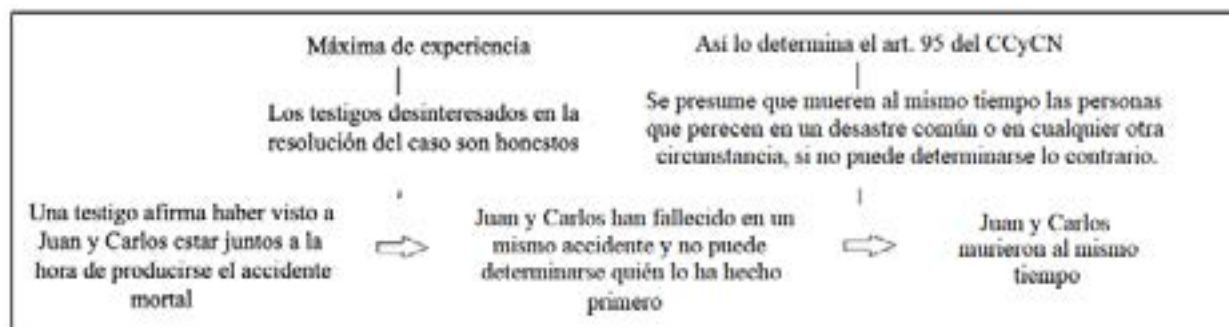 Máxima de experiencia
Los testigos desinteresados en la
resolución del caso son honestos
Así lo determina el art. 95 del CCyCN
Se presume que mueren al mismo tiempo las personas
que perecen en un desastre común o en cualquier otra
circunstancia, si no puede determinarse lo contrario.
Una testigo afirma haber visto a
Juan y Carlos estar juntos a la
hora de producirse el accidente
mortal
Juan y Carlos han fallecido en un
mismo accidente y no puede
determinarse quién lo ha hecho
primero
Juan y Carlos
murieron al mismo
tiempo